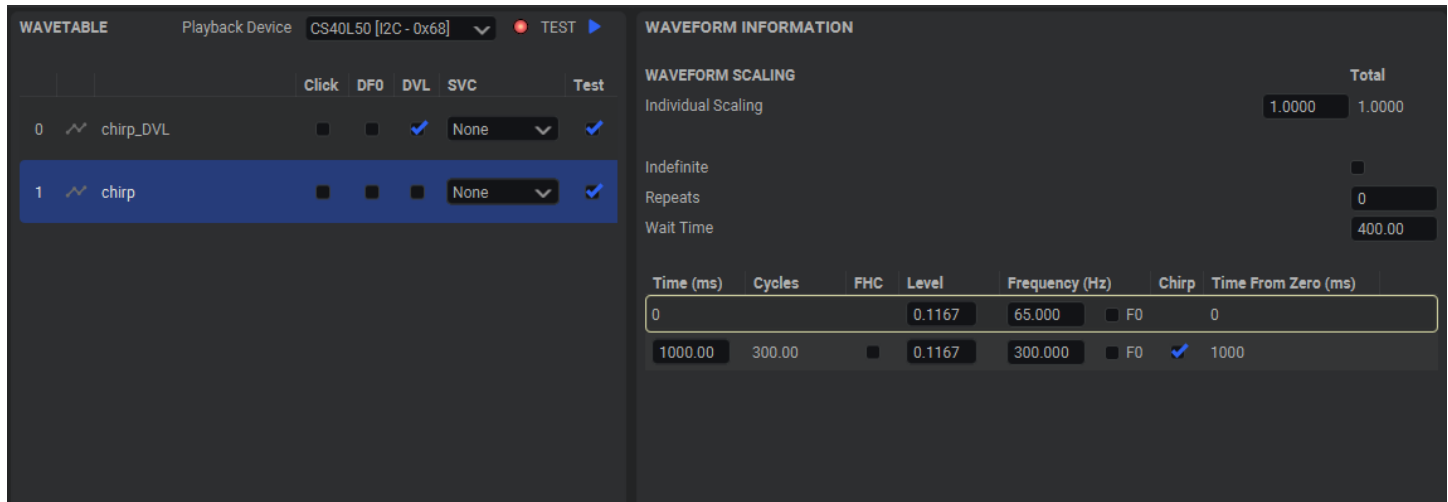 WAVETABLE Playback Device CS40L50 [I2C - 0x68] TEST
Click DF0 DVL SVC Test
0 chirp_DVL None
1 chirp None
WAVEFORM INFORMATION
WAVEFORM SCALING Total
Individual Scaling 1.0000 1.0000
Indefinite
Repeats 0
Wait Time 400.00
Time (ms) Cycles FHC Level Frequency (Hz) Chirp Time From Zero (ms)
0 0.1167 65.000 F0 0
1000.00 300.00 0.1167 300.000 F0 1000